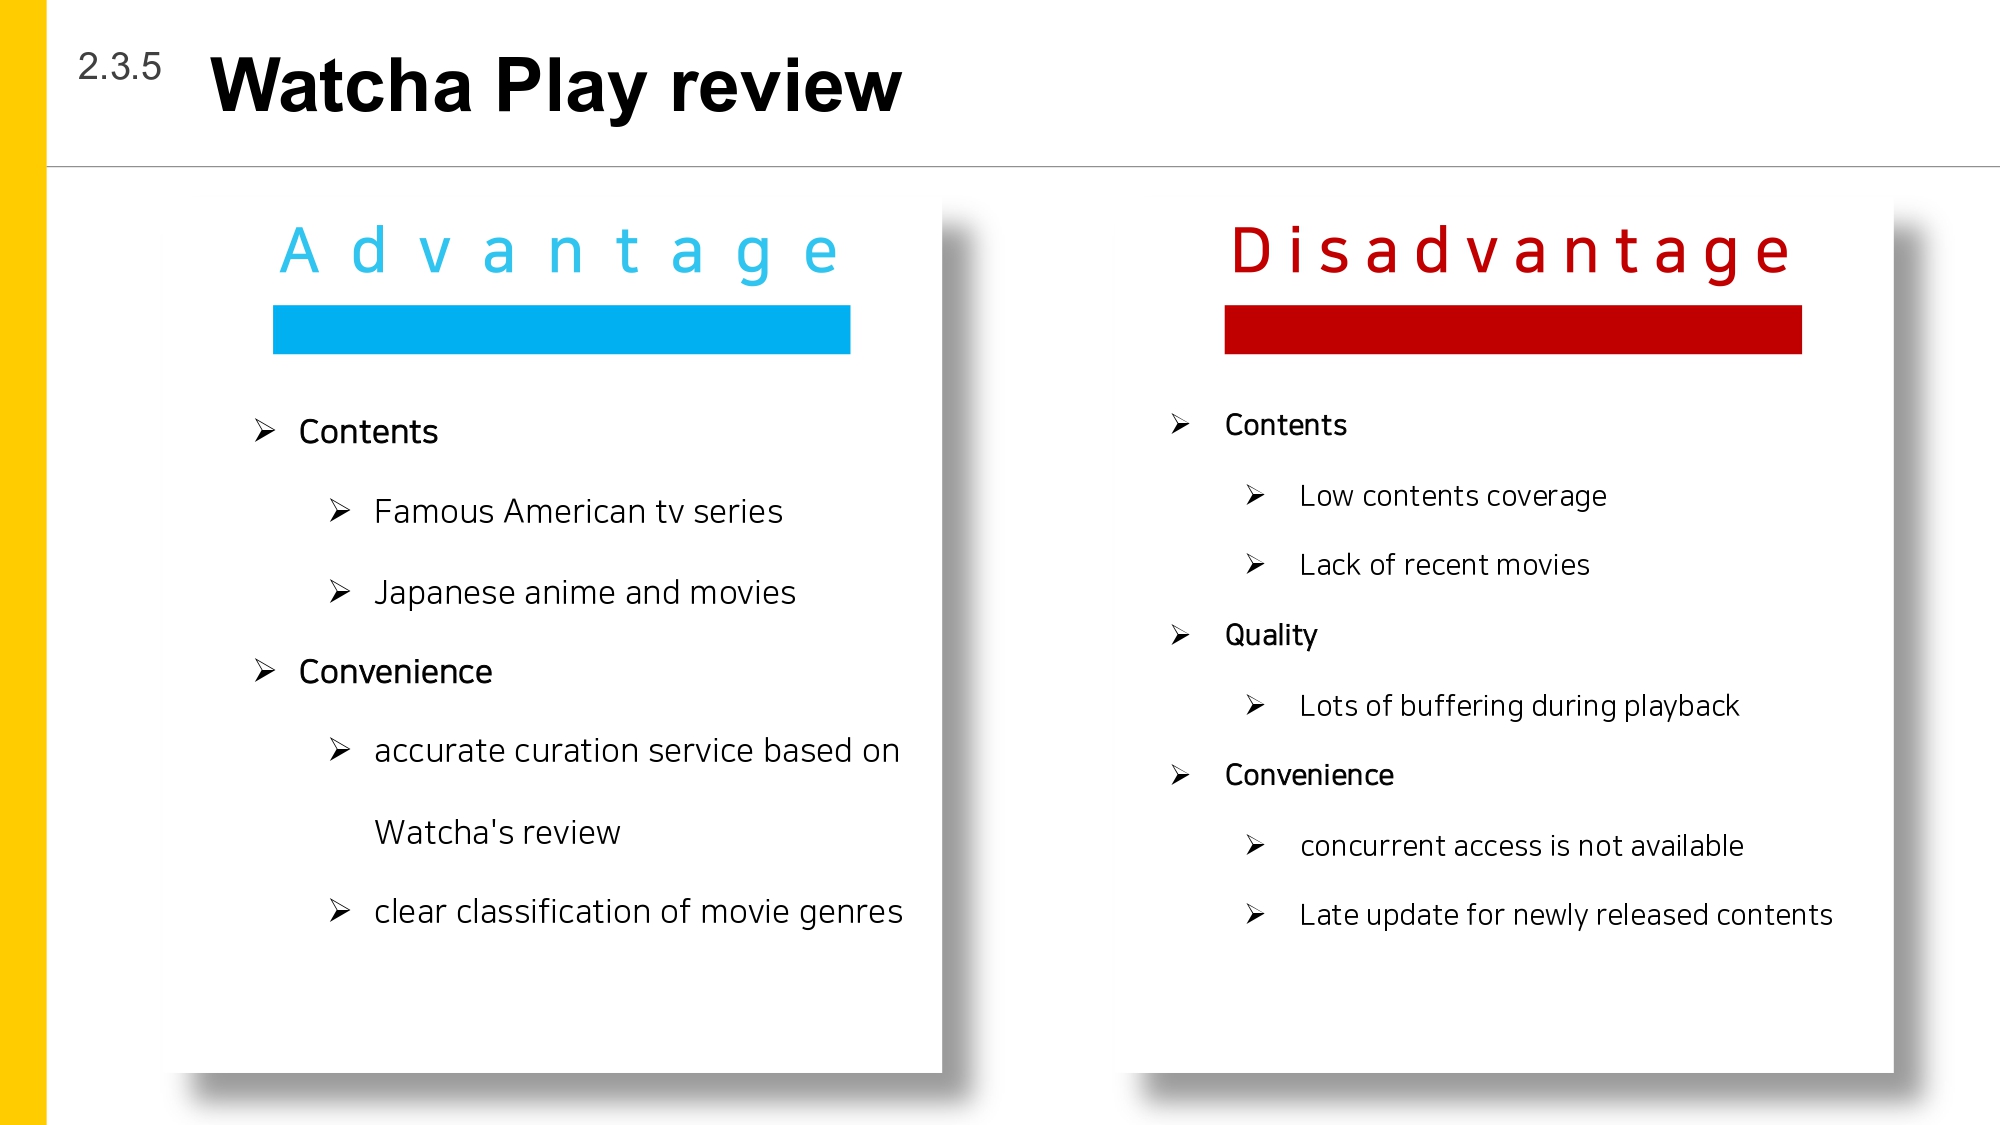 2.3.5
Watcha Play review
Advantage
Contents
Famous American tv series
Japanese anime and movies
Convenience
accurate curation service based on
Watcha's review
clear classification of movie genres
Disadvantage
Contents
Low contents coverage
Lack of recent movies
Quality
Lots of buffering during playback
Convenience
concurrent access is not available
Late update for newly released contents